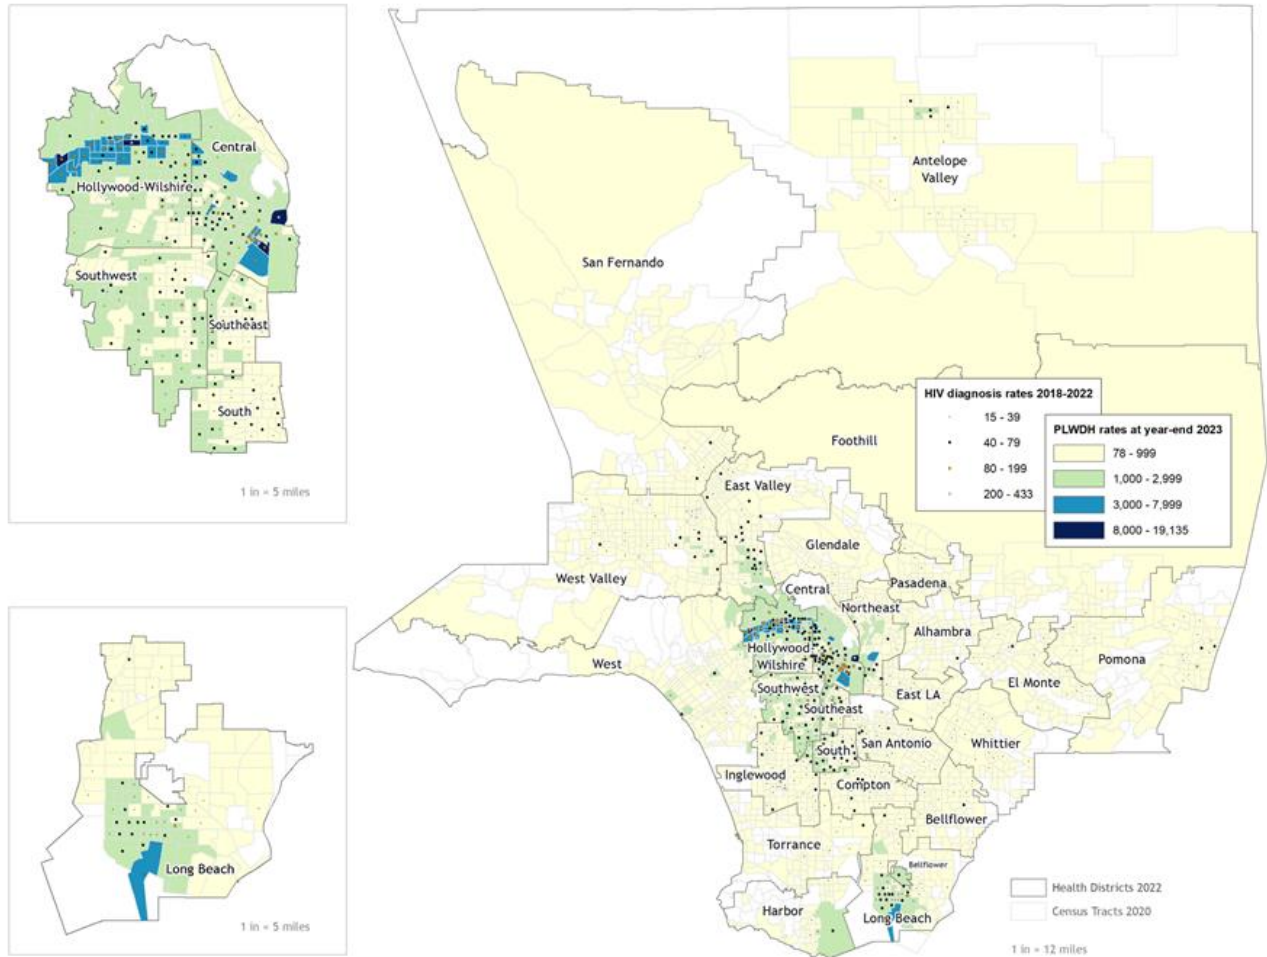 Central
Hollywood-Wilshire
Southwest
Southeast
South
1 in = 5 miles
Long Beach
1 in = 5 miles
Antelope
Valley
San Fernando
HIV diagnosis rates 2018-2022
15 - 39
40 - 79
80 - 199
200 - 433
PLWDH rates at year-end 2023
78 - 999
1,000 - 2,999
3,000 - 7,999
8,000 - 19,135
Foothill
East Valley
Glendale
West Valley
Central
Pasadena
Northeast
Alhambra
Hollywood-
Wilshire
West
Pomona
El Monte
Southwest
East LA
Southeast
South
San Antonio
Whittier
Inglewood
Compton
Bellflower
Torrance
Bellflower
Harbor
Long Beach
Health Districts 2022
Census Tracts 2020
1 in = 12 miles